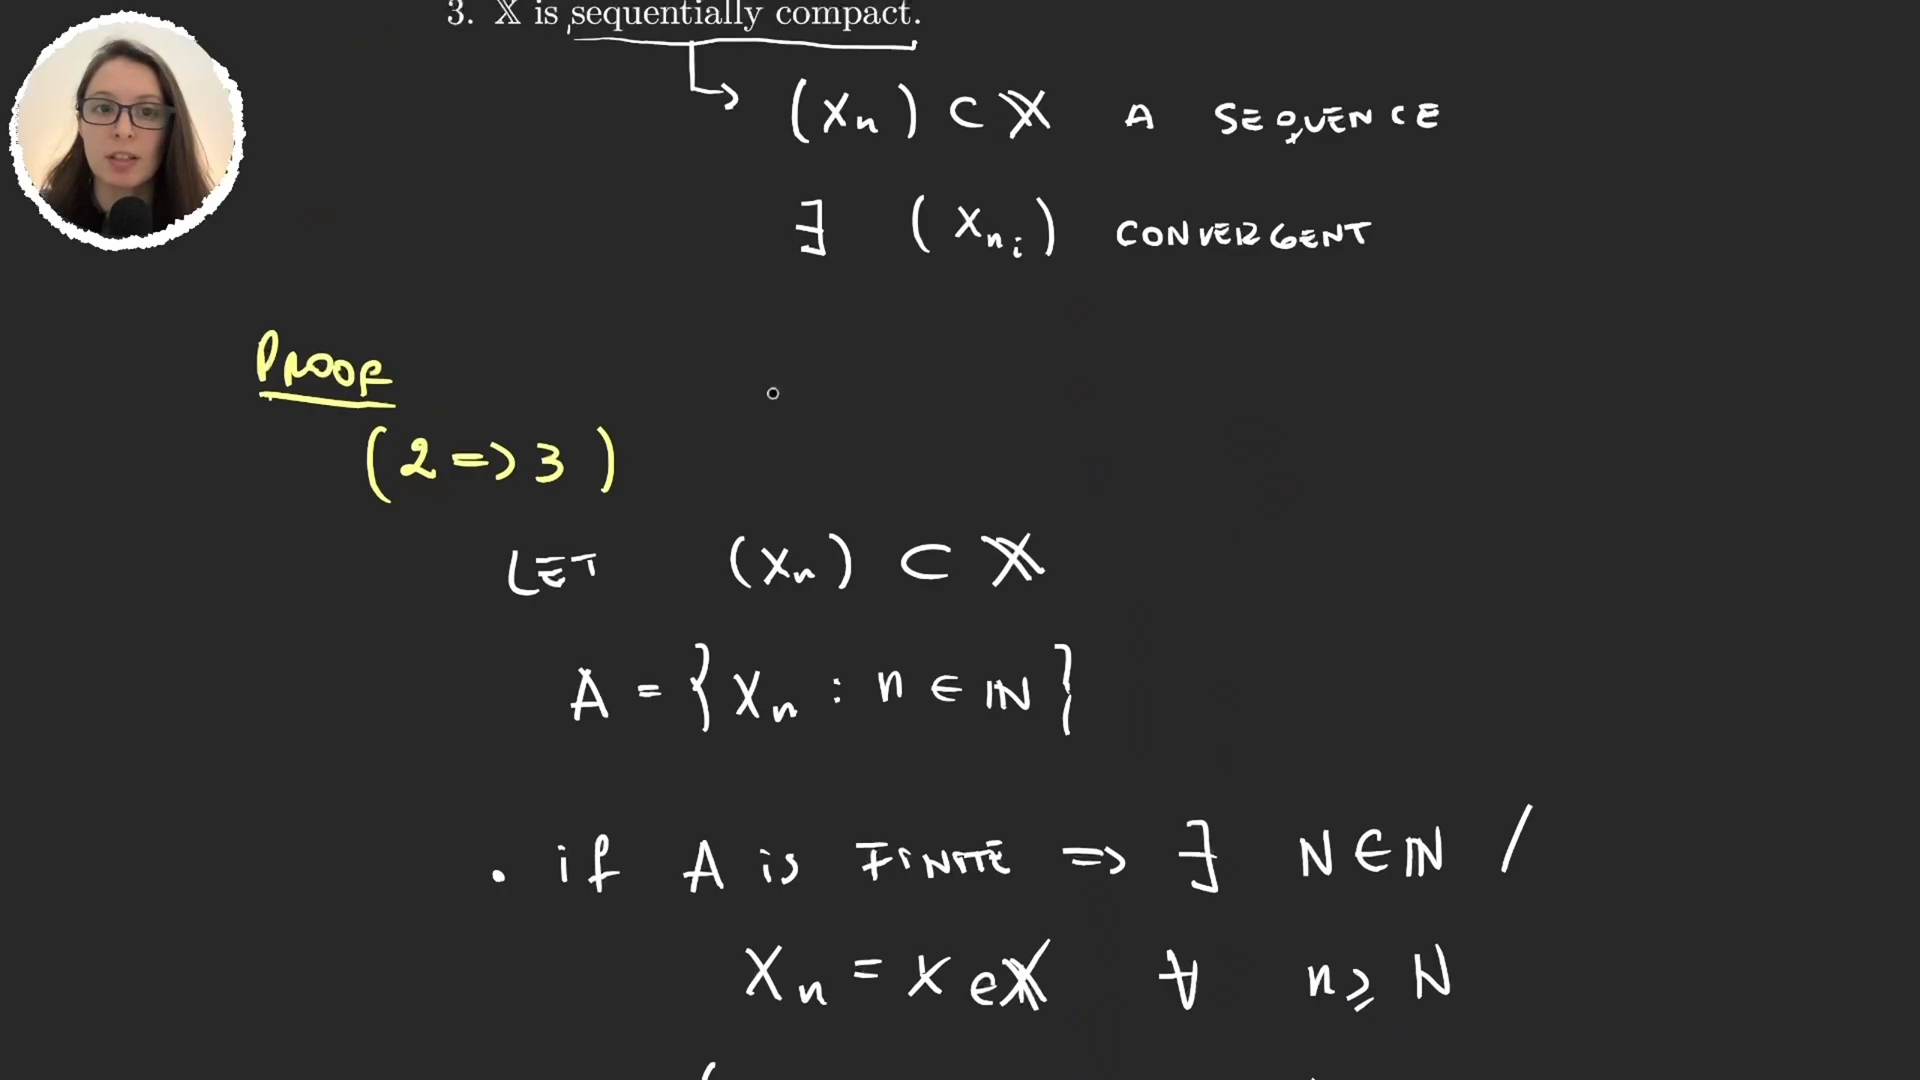 3. 𝕏 is sequentially compact.
(xₙ) ⊂ 𝕏 A SEQUENCE
∃ (xₙᵢ) CONVERGENT
PROOF
(2 => 3)
LET (xₙ) ⊂ 𝕏
A = {xₙ : n ∈ ℕ}
. if A is FINITE => ∃ N ∈ ℕ /
xₙ = x ∈ 𝕏 ∀ n ≥ N